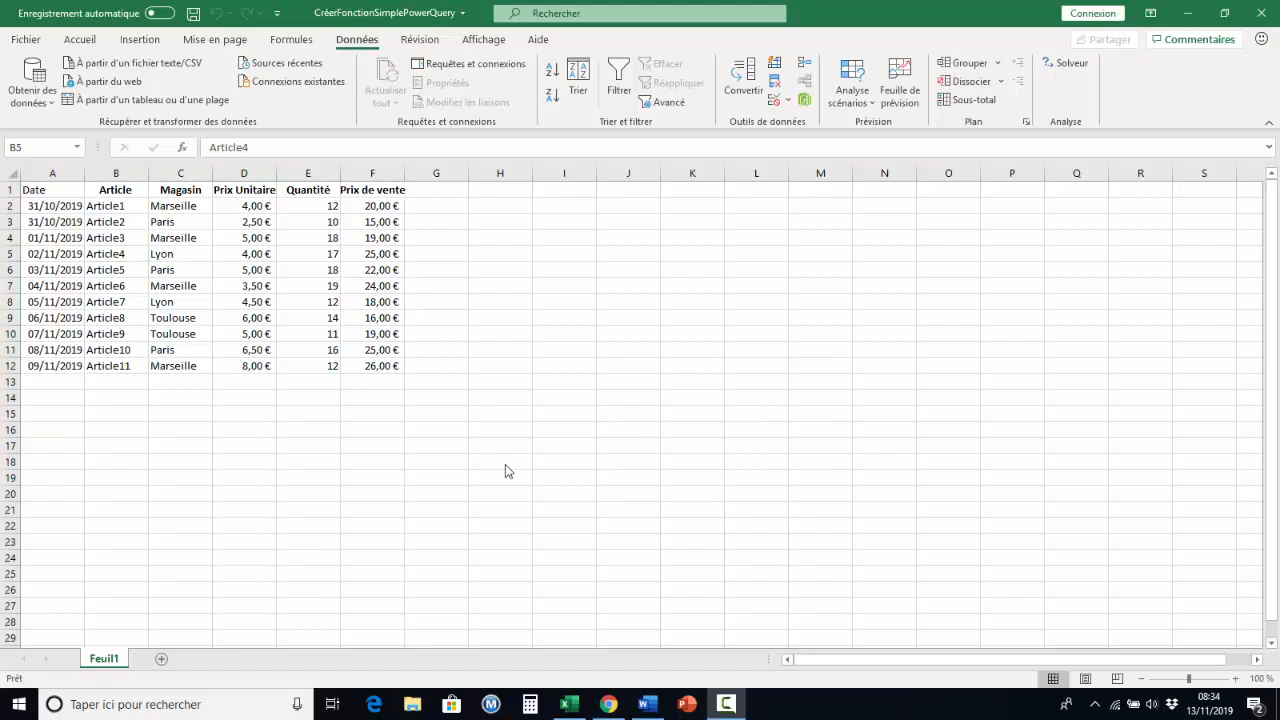 Enregistrement automatique CréerFonctionSimplePowerQuery Rechercher Connexion
Fichier Accueil Insertion Mise en page Formules Données Révision Affichage Aide Partager Commentaires
Obtenir des données
À partir d'un fichier texte/CSV
À partir du web
À partir d'un tableau ou d'une plage
Sources récentes
Connexions existantes
Récupérer et transformer des données
Actualiser tout
Requêtes et connexions
Propriétés
Modifier les liaisons
Requêtes et connexions
Trier
Filtrer
Effacer
Réappliquer
Avancé
Trier et filtrer
Convertir
Outils de données
Analyse scénarios
Feuille de prévision
Prévision
Grouper
Dissocier
Sous-total
Plan
Solveur
Analyse
B5 fx Article4
A B C D E F G H I J K L M N O P Q R S
1 Date Article Magasin Prix Unitaire Quantité Prix de vente
2 31/10/2019 Article1 Marseille 4,00 € 12 20,00 €
3 31/10/2019 Article2 Paris 2,50 € 10 15,00 €
4 01/11/2019 Article3 Marseille 5,00 € 18 19,00 €
5 02/11/2019 Article4 Lyon 4,00 € 17 25,00 €
6 03/11/2019 Article5 Paris 5,00 € 18 22,00 €
7 04/11/2019 Article6 Marseille 3,50 € 19 24,00 €
8 05/11/2019 Article7 Lyon 4,50 € 12 18,00 €
9 06/11/2019 Article8 Toulouse 6,00 € 14 16,00 €
10 07/11/2019 Article9 Toulouse 5,00 € 11 19,00 €
11 08/11/2019 Article10 Paris 6,50 € 16 25,00 €
12 09/11/2019 Article11 Marseille 8,00 € 12 26,00 €
13
14
15
16
17
18
19
20
21
22
23
24
25
26
27
28
29
Feuil1
Prêt 100 %
Taper ici pour rechercher 08:34
13/11/2019